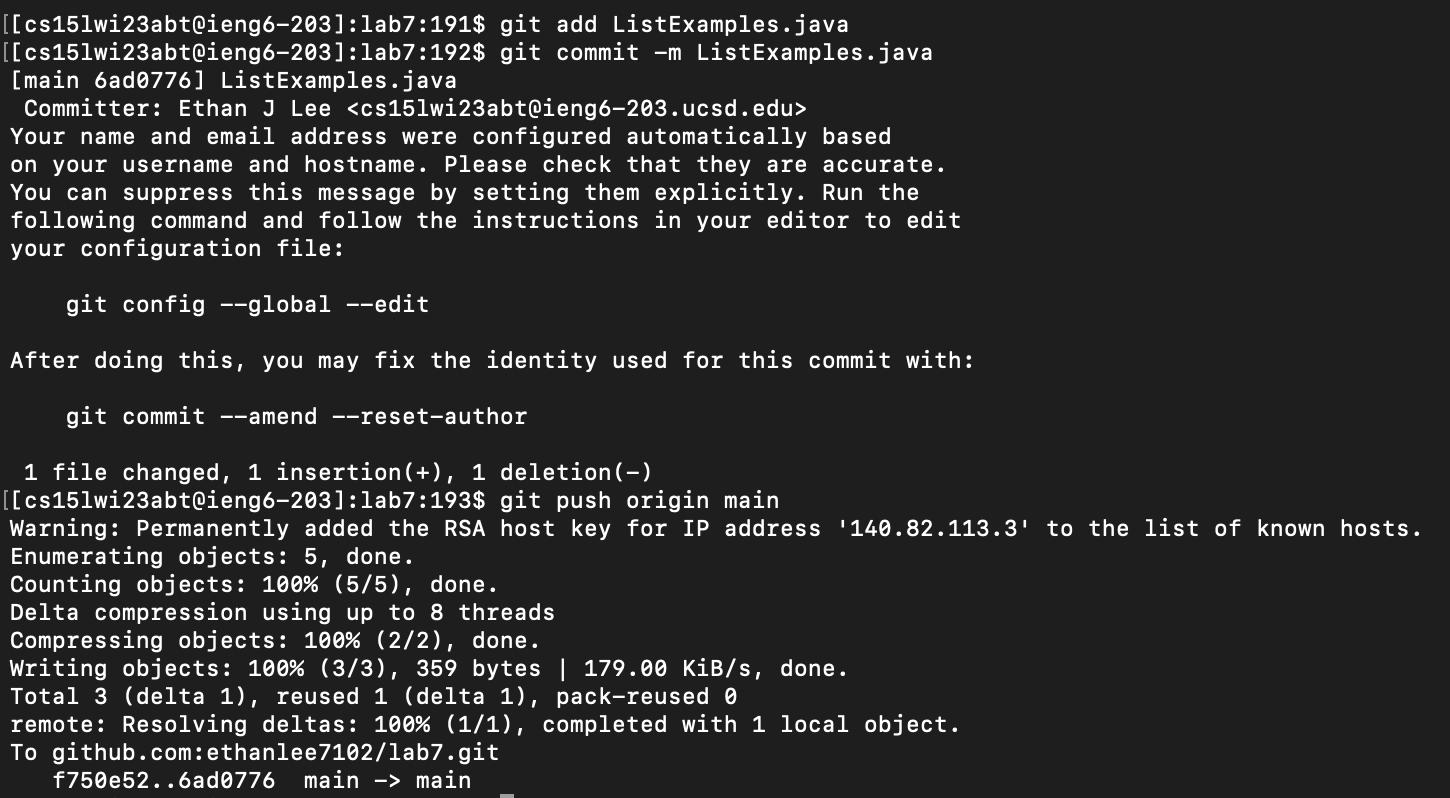 [[cs15lwi23abt@ieng6-203]:lab7:191$ git add ListExamples.java
[[cs15lwi23abt@ieng6-203]:lab7:192$ git commit -m ListExamples.java
[main 6ad0776] ListExamples.java
 Committer: Ethan J Lee <cs15lwi23abt@ieng6-203.ucsd.edu>
Your name and email address were configured automatically based
on your username and hostname. Please check that they are accurate.
You can suppress this message by setting them explicitly. Run the
following command and follow the instructions in your editor to edit
your configuration file:

    git config --global --edit

After doing this, you may fix the identity used for this commit with:

    git commit --amend --reset-author

 1 file changed, 1 insertion(+), 1 deletion(-)
[[cs15lwi23abt@ieng6-203]:lab7:193$ git push origin main
Warning: Permanently added the RSA host key for IP address '140.82.113.3' to the list of known hosts.
Enumerating objects: 5, done.
Counting objects: 100% (5/5), done.
Delta compression using up to 8 threads
Compressing objects: 100% (2/2), done.
Writing objects: 100% (3/3), 359 bytes | 179.00 KiB/s, done.
Total 3 (delta 1), reused 1 (delta 1), pack-reused 0
remote: Resolving deltas: 100% (1/1), completed with 1 local object.
To github.com:ethanlee7102/lab7.git
   f750e52..6ad0776  main -> main